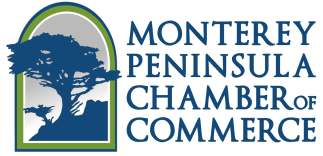 MONTEREY
PENINSULA
CHAMBER OF
COMMERCE